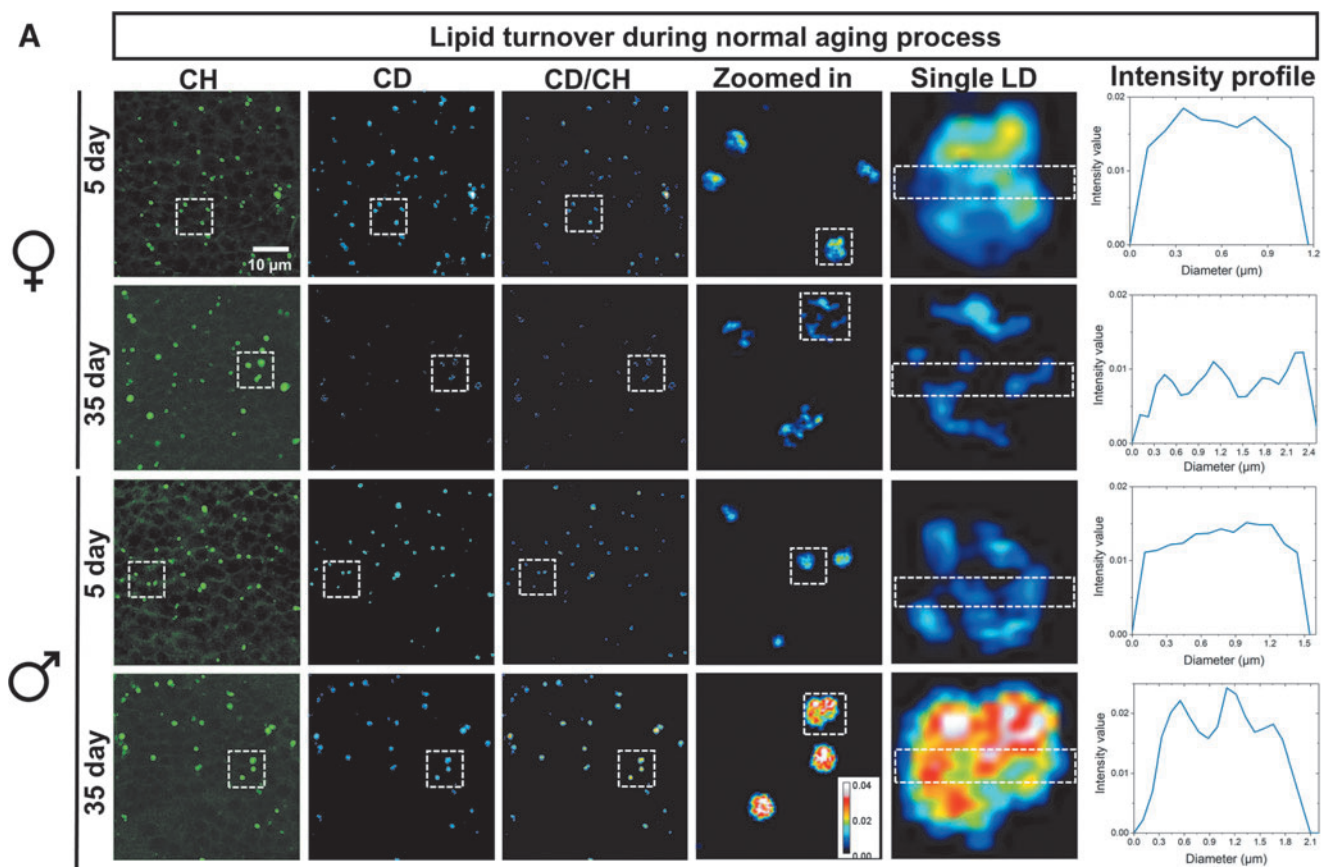 A
Lipid turnover during normal aging process
CH CD CD/CH Zoomed in Single LD Intensity profile
♀
5 day
10 µm
0.02
0.01
0.00
Intensity value
0.0 0.3 0.6 0.9 1.2
Diameter (µm)
35 day
0.02
0.01
0.00
Intensity value
0.0 0.3 0.6 0.9 1.2 1.5 1.8 2.1 2.4
Diameter (µm)
♂
5 day
0.02
0.01
0.00
Intensity value
0.0 0.3 0.6 0.9 1.2 1.5
Diameter (µm)
35 day
0.04
0.02
0.00
0.02
0.01
0.00
Intensity value
0.0 0.3 0.6 0.9 1.2 1.5 1.8 2.1
Diameter (µm)